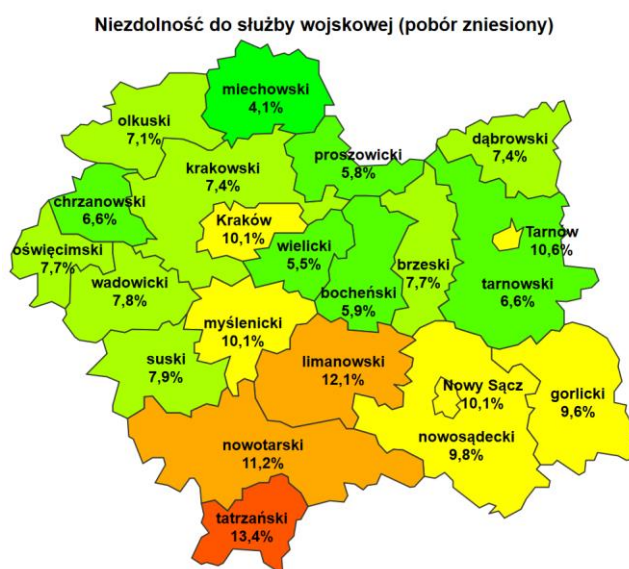 Niezdolność do służby wojskowej (pobór zniesiony)
miechowski
4,1%
olkuski
7,1%
dąbrowski
7,4%
proszowicki
5,8%
krakowski
7,4%
chrzanowski
6,6%
Kraków
10,1%
Tarnów
10,6%
oświęcimski
7,7%
wielicki
5,5%
brzeski
7,7%
wadowicki
7,8%
bocheński
5,9%
tarnowski
6,6%
myślenicki
10,1%
suski
7,9%
limanowski
12,1%
Nowy Sącz
10,1%
gorlicki
9,6%
nowosądecki
9,8%
nowotarski
11,2%
tatrzański
13,4%